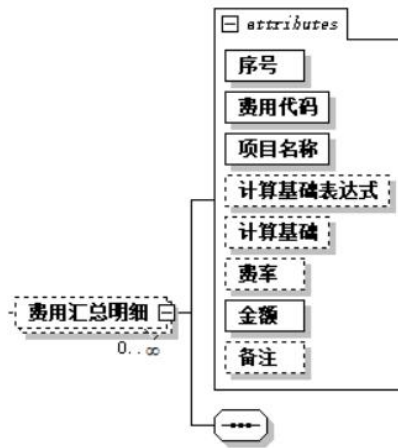 attributes
序号
费用代码
项目名称
计算基础表达式
计算基础
费率
金额
备注
费用汇总明细
0..∞